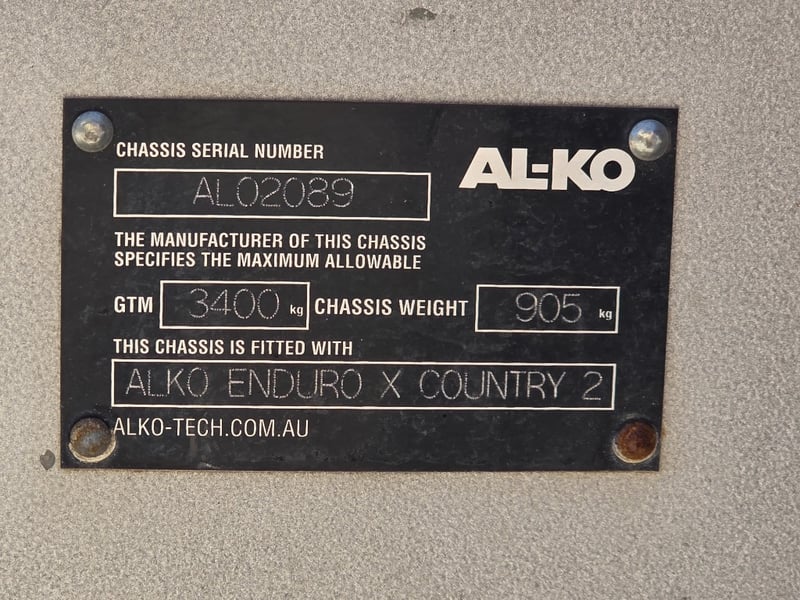 CHASSIS SERIAL NUMBER
AL-KO
AL02089
THE MANUFACTURER OF THIS CHASSIS
SPECIFIES THE MAXIMUM ALLOWABLE
GTM 3400 kg CHASSIS WEIGHT 905 kg
THIS CHASSIS IS FITTED WITH
ALKO ENDURO X COUNTRY 2
ALKO-TECH.COM.AU